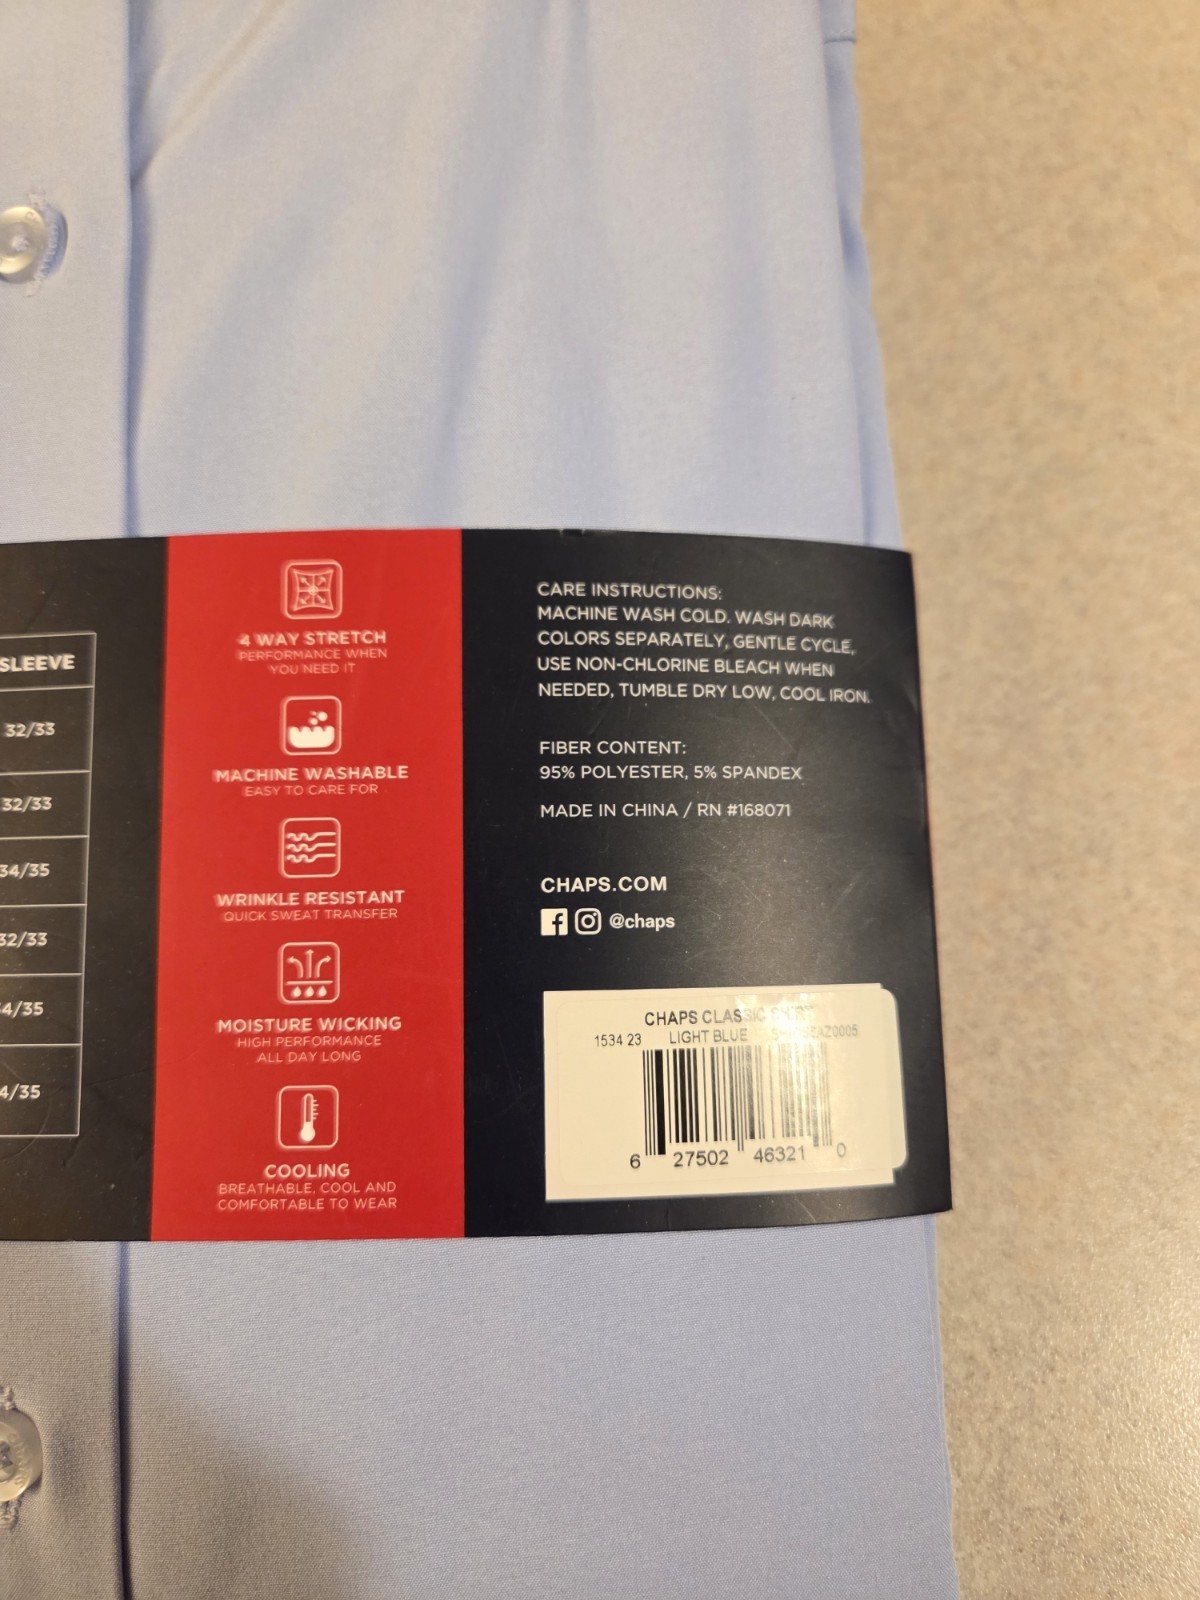 SLEEVE
32/33
32/33
34/35
32/33
4/35
4/35
4 WAY STRETCH
PERFORMANCE WHEN
YOU NEED IT
MACHINE WASHABLE
EASY TO CARE FOR
WRINKLE RESISTANT
QUICK SWEAT TRANSFER
MOISTURE WICKING
HIGH PERFORMANCE
ALL DAY LONG
COOLING
BREATHABLE, COOL AND
COMFORTABLE TO WEAR
CARE INSTRUCTIONS:
MACHINE WASH COLD. WASH DARK
COLORS SEPARATELY, GENTLE CYCLE,
USE NON-CHLORINE BLEACH WHEN
NEEDED, TUMBLE DRY LOW, COOL IRON.
FIBER CONTENT:
95% POLYESTER, 5% SPANDEX
MADE IN CHINA / RN #168071
CHAPS.COM
@chaps
CHAPS CLASSIC
1534 23 LIGHT BLUE
6 27502 46321 0